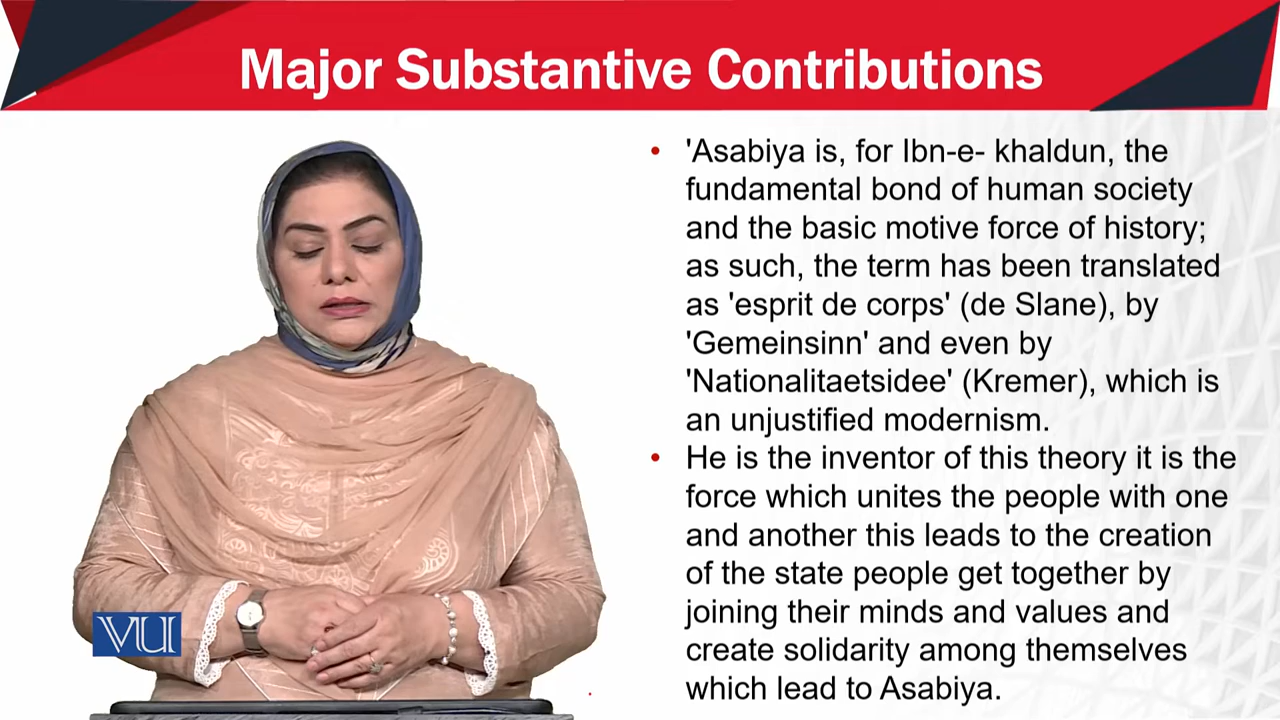 Major Substantive Contributions
• 'Asabiya is, for Ibn-e- khaldun, the
fundamental bond of human society
and the basic motive force of history;
as such, the term has been translated
as 'esprit de corps' (de Slane), by
'Gemeinsinn' and even by
'Nationalitaetsidee' (Kremer), which is
an unjustified modernism.
• He is the inventor of this theory it is the
force which unites the people with one
and another this leads to the creation
of the state people get together by
joining their minds and values and
create solidarity among themselves
which lead to Asabiya.
VU